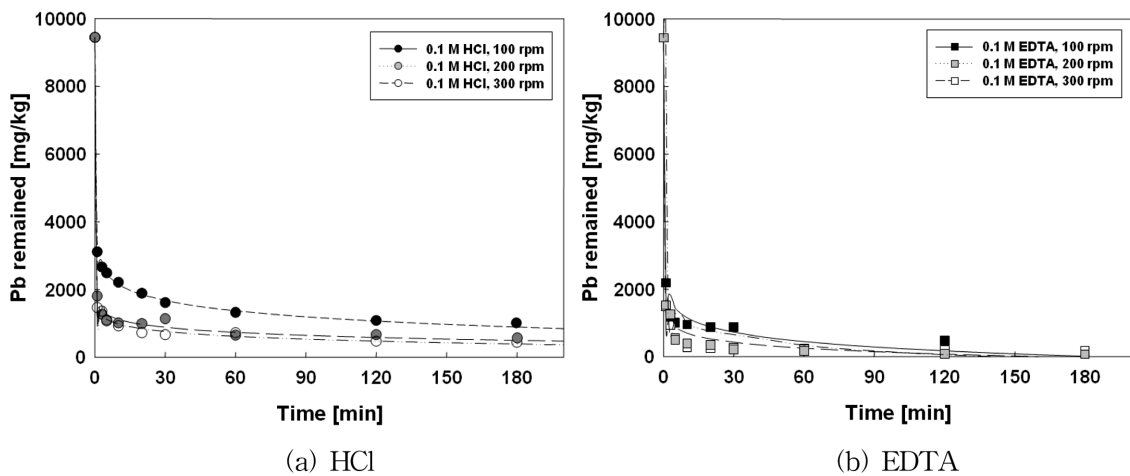 10000
8000
6000
4000
2000
0
Pb remained [mg/kg]
0.1 M HCl, 100 rpm
0.1 M HCl, 200 rpm
0.1 M HCl, 300 rpm
0 30 60 90 120 150 180
Time [min]
(a) HCl
10000
8000
6000
4000
2000
0
Pb remained [mg/kg]
0.1 M EDTA, 100 rpm
0.1 M EDTA, 200 rpm
0.1 M EDTA, 300 rpm
0 30 60 90 120 150 180
Time [min]
(b) EDTA